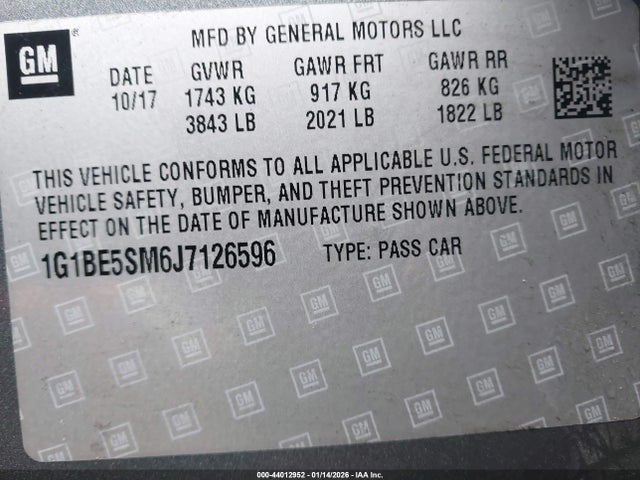 GM
MFD BY GENERAL MOTORS LLC
DATE GVWR GAWR FRT GAWR RR
10/17 1743 KG 917 KG 826 KG
3843 LB 2021 LB 1822 LB
THIS VEHICLE CONFORMS TO ALL APPLICABLE U.S. FEDERAL MOTOR
VEHICLE SAFETY, BUMPER, AND THEFT PREVENTION STANDARDS IN
EFFECT ON THE DATE OF MANUFACTURE SHOWN ABOVE.
1G1BE5SM6J7126596 TYPE: PASS CAR
000-44012952 - 01/14/2026 - IAA Inc.